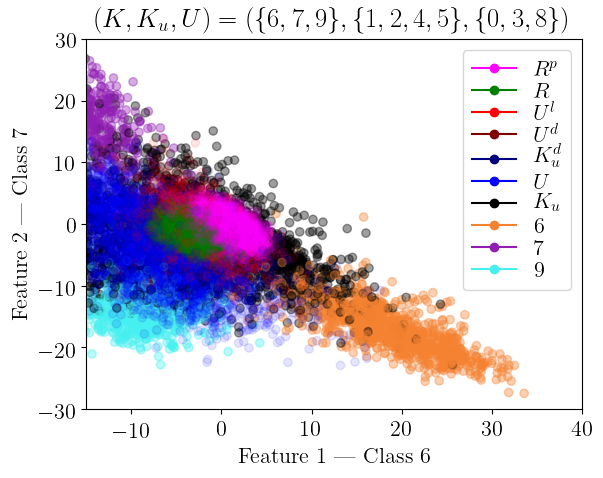 (K, K_u, U) = ({6, 7, 9}, {1, 2, 4, 5}, {0, 3, 8})
30
20
10
0
−10
−20
−30
Feature 2 — Class 7
R^p
R
U^l
U^d
K_u^d
U
K_u
6
7
9
−10
0
10
20
30
40
Feature 1 — Class 6